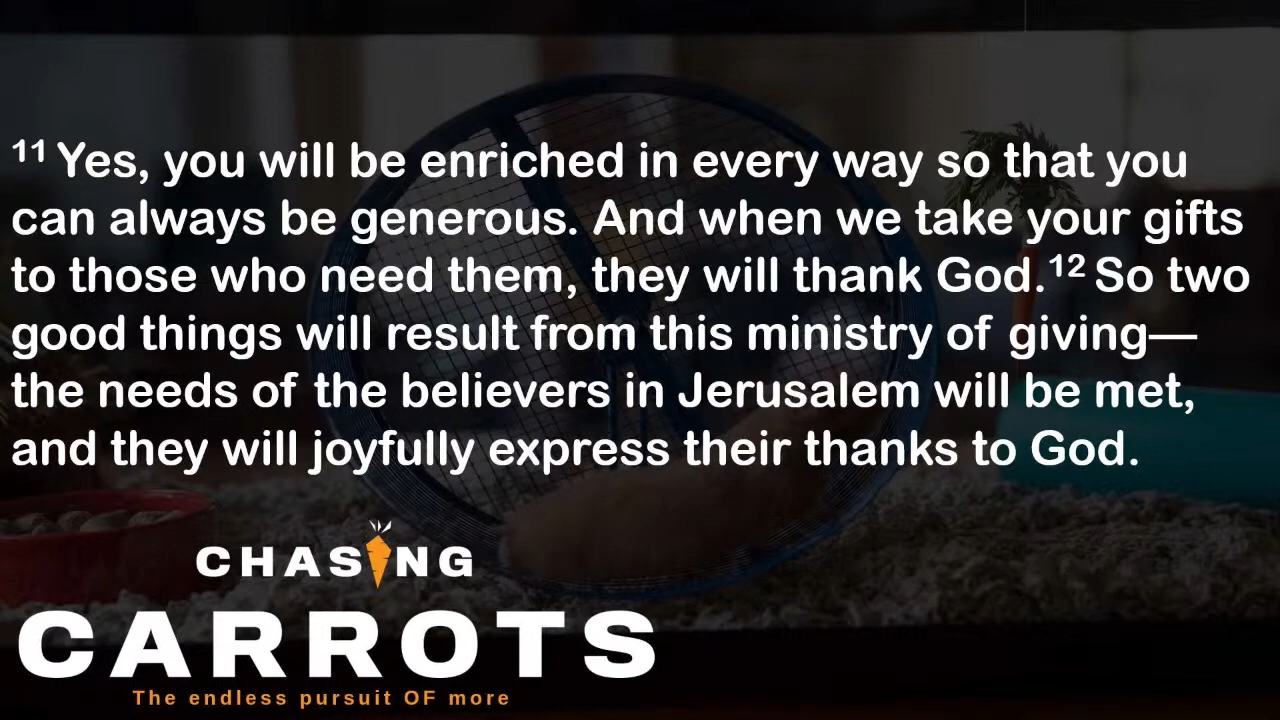 ¹¹ Yes, you will be enriched in every way so that you
can always be generous. And when we take your gifts
to those who need them, they will thank God.¹² So two
good things will result from this ministry of giving—
the needs of the believers in Jerusalem will be met,
and they will joyfully express their thanks to God.
CHASING
CARROTS
The endless pursuit OF more